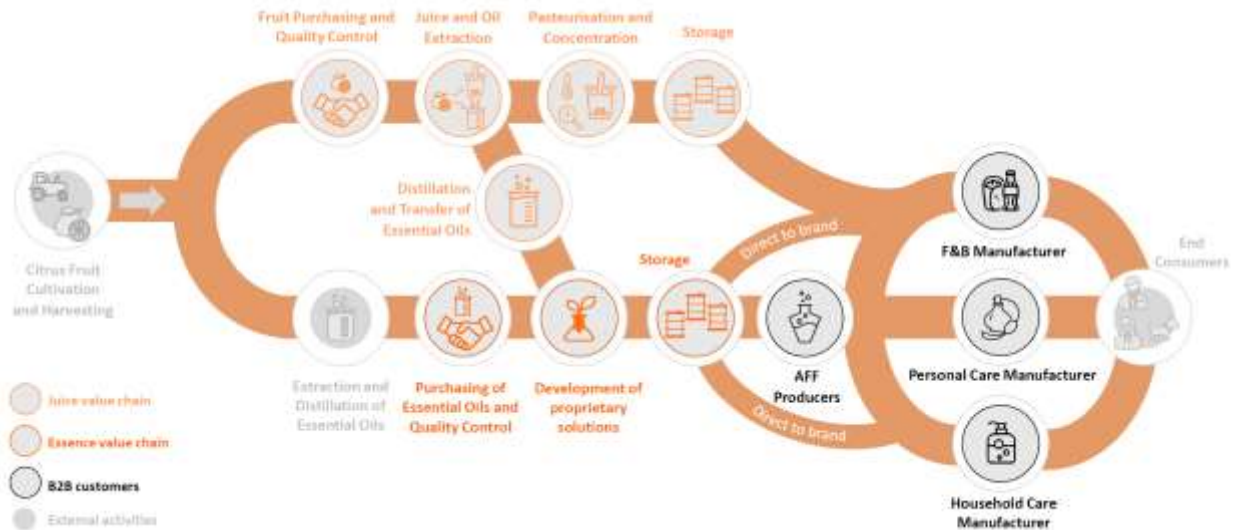 Fruit Purchasing and
Quality Control
Juice and Oil
Extraction
Pasteurisation and
Concentration
Storage
Distillation
and Transfer of
Essential Oils
Citrus Fruit
Cultivation
and Harvesting
Storage
Direct to brand
F&B Manufacturer
End
Consumers
Extraction and
Distillation of
Essential Oils
Purchasing of
Essential Oils and
Quality Control
Development of
proprietary
solutions
AFF
Producers
Personal Care Manufacturer
Direct to brand
Household Care
Manufacturer
Juice value chain
Essence value chain
B2B customers
External activities